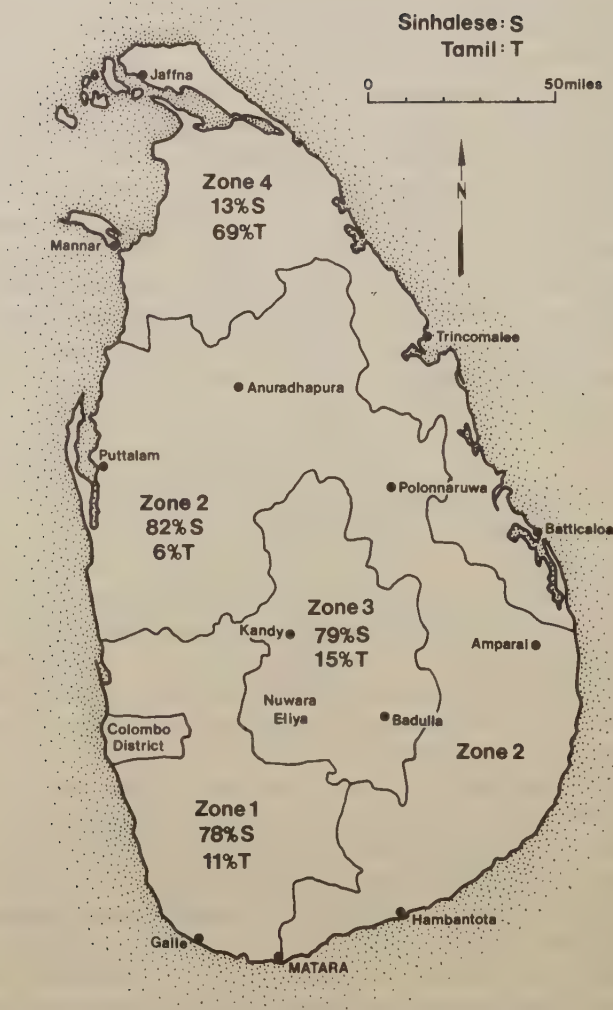 Sinhalese: S
Tamil: T
0 50miles
Jaffna
N
Zone 4
13%S
69%T
Mannar
Trincomalee
Anuradhapura
Puttalam
Polonnaruwa
Zone 2
82%S
6%T
Batticaloa
Zone 3
79%S
15%T
Kandy
Amparai
Nuwara
Eliya
Badulla
Colombo
District
Zone 2
Zone 1
78%S
11%T
Hambantota
Galle
MATARA